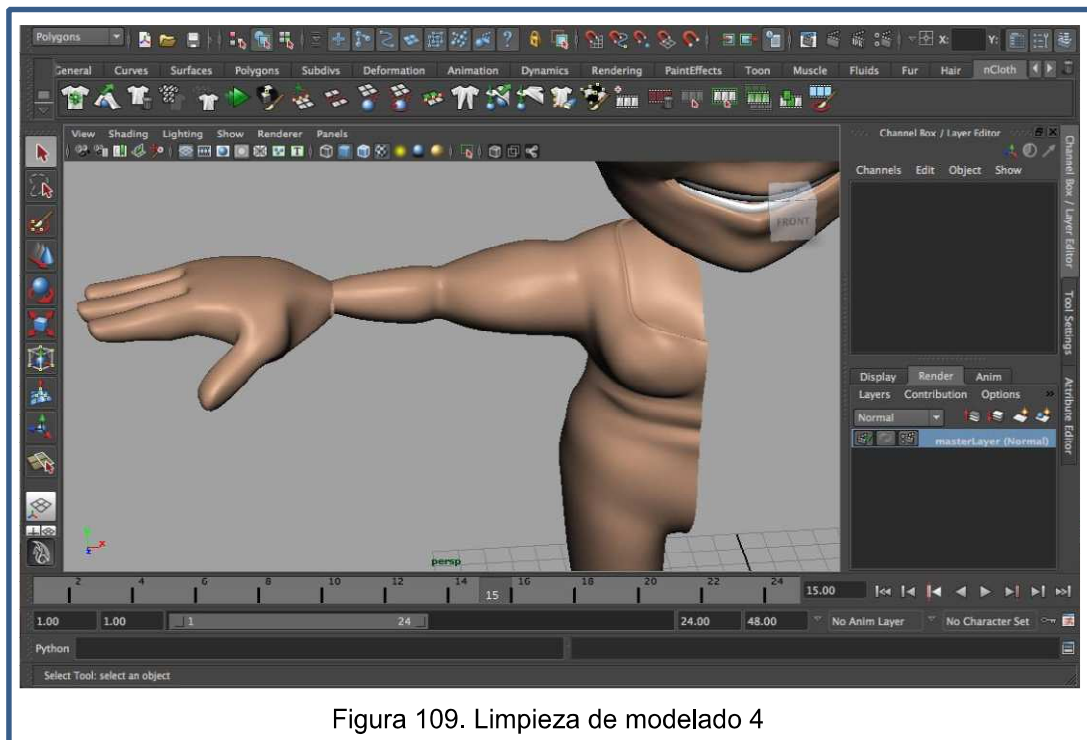 Polygons X: Y:
General Curves Surfaces Polygons Subdivs Deformation Animation Dynamics Rendering PaintEffects Toon Muscle Fluids Fur Hair nCloth
View Shading Lighting Show Renderer Panels
Channel Box / Layer Editor
Channels Edit Object Show
FRONT
persp
Display Render Anim
Layers Contribution Options
Normal
masterLayer (Normal)
Channel Box / Layer Editor
Tool Settings
Attribute Editor
2 4 6 8 10 12 14 15 16 18 20 22 24 15.00
1.00 1.00 1 24 24.00 48.00 No Anim Layer No Character Set
Python
Select Tool: select an object
Figura 109. Limpieza de modelado 4